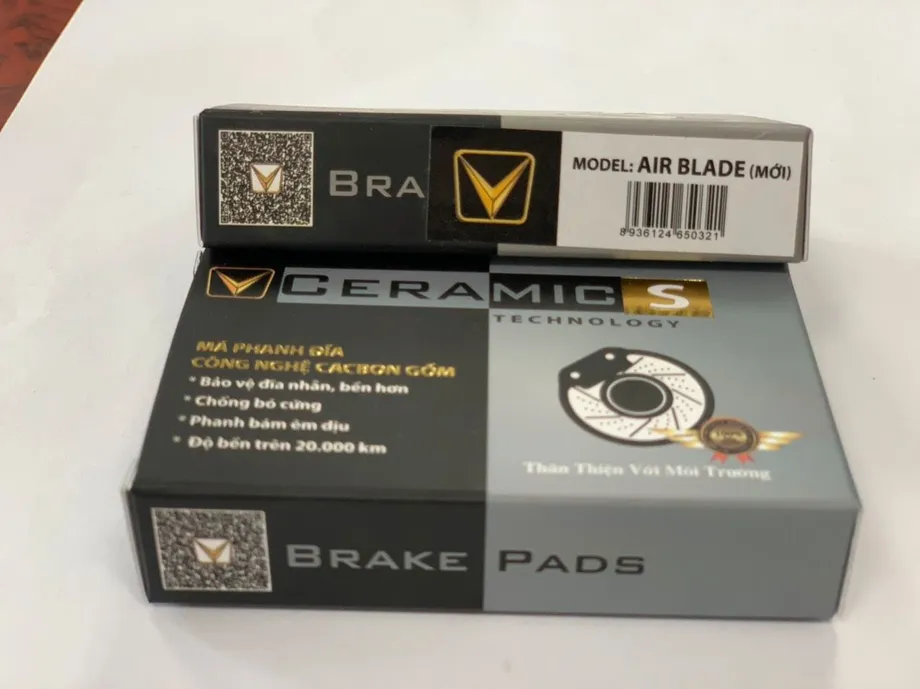 BRA
MODEL: AIR BLADE (MỚI)
8 936124 650321
CERAMIC S
TECHNOLOGY
MÁ PHANH ĐĨA
CÔNG NGHỆ CACBON GỐM
* Bảo vệ đĩa nhẵn, bền hơn
* Chống bó cứng
* Phanh bám êm dịu
* Độ bền trên 20.000 km
Thân Thiện Với Môi Trường
BRAKE PADS